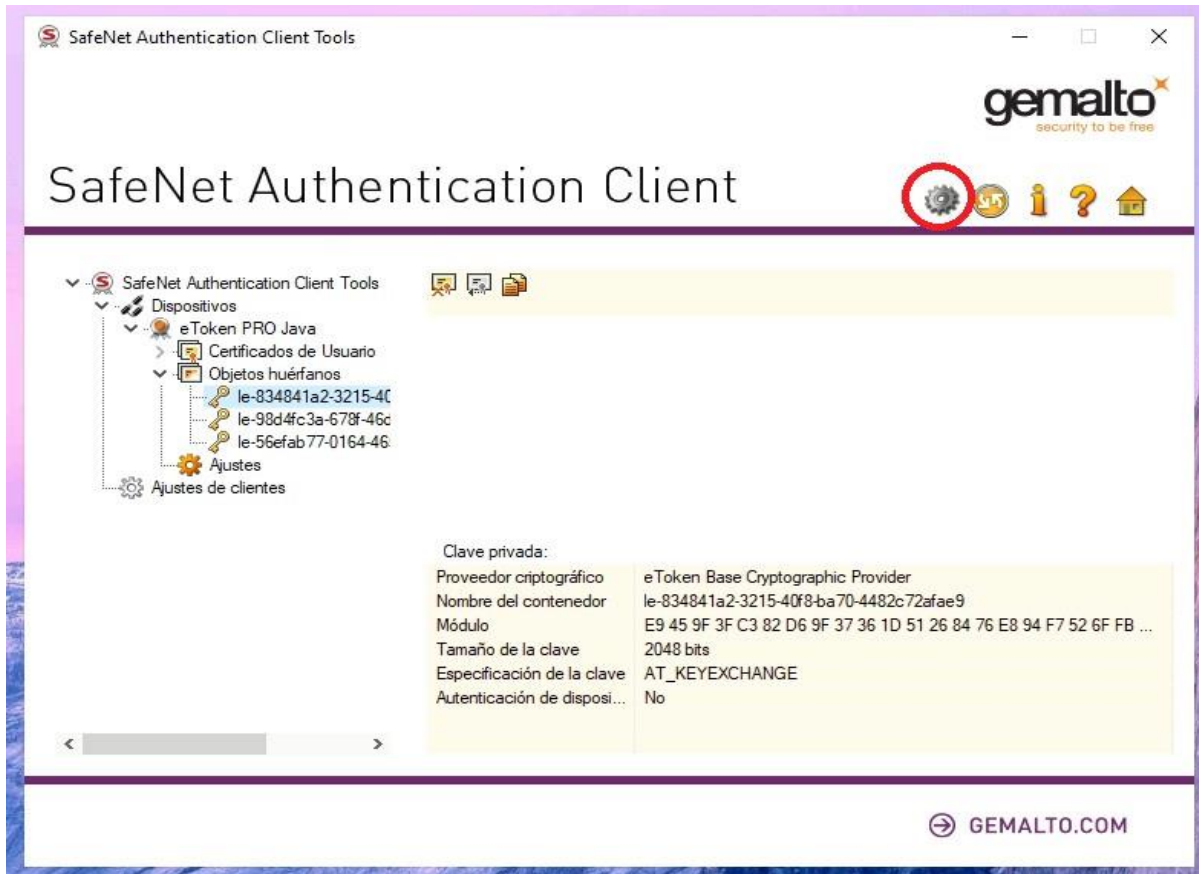 SafeNet Authentication Client Tools
gemalto
security to be free
SafeNet Authentication Client
SafeNet Authentication Client Tools
Dispositivos
eToken PRO Java
Certificados de Usuario
Objetos huérfanos
le-834841a2-3215-40
le-98d4fc3a-678f-46d
le-56efab77-0164-46
Ajustes
Ajustes de clientes
Clave privada:
Proveedor criptográfico eToken Base Cryptographic Provider
Nombre del contenedor le-834841a2-3215-40f8-ba70-4482c72afae9
Módulo E9 45 9F 3F C3 82 D6 9F 37 36 1D 51 26 84 76 E8 94 F7 52 6F FB ...
Tamaño de la clave 2048 bits
Especificación de la clave AT_KEYEXCHANGE
Autenticación de disposi... No
GEMALTO.COM